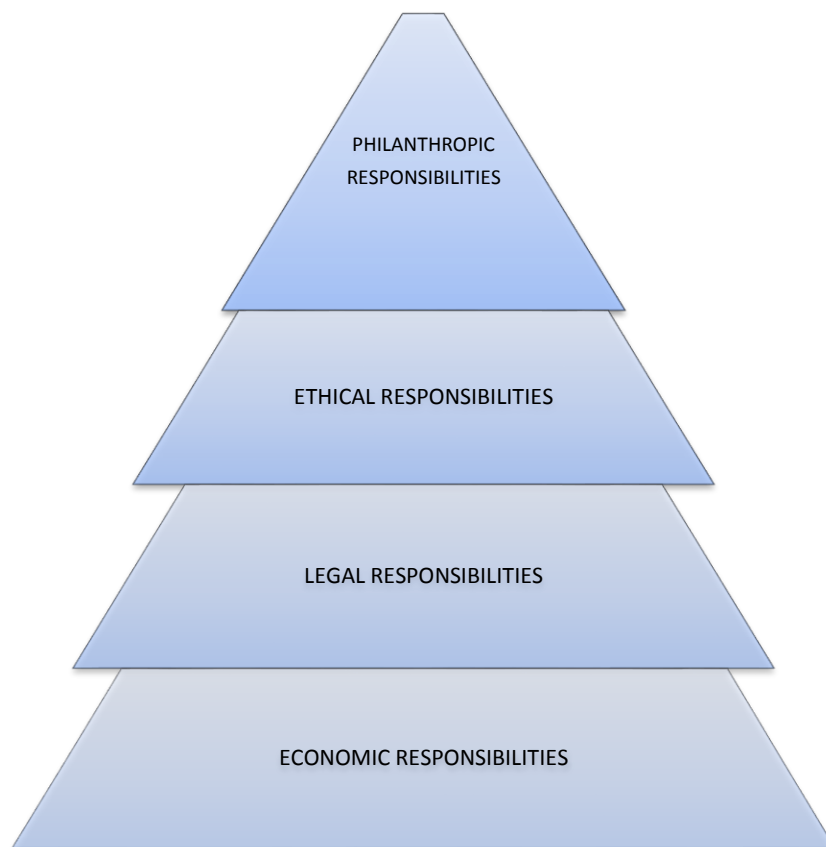 PHILANTHROPIC
RESPONSIBILITIES
ETHICAL RESPONSIBILITIES
LEGAL RESPONSIBILITIES
ECONOMIC RESPONSIBILITIES